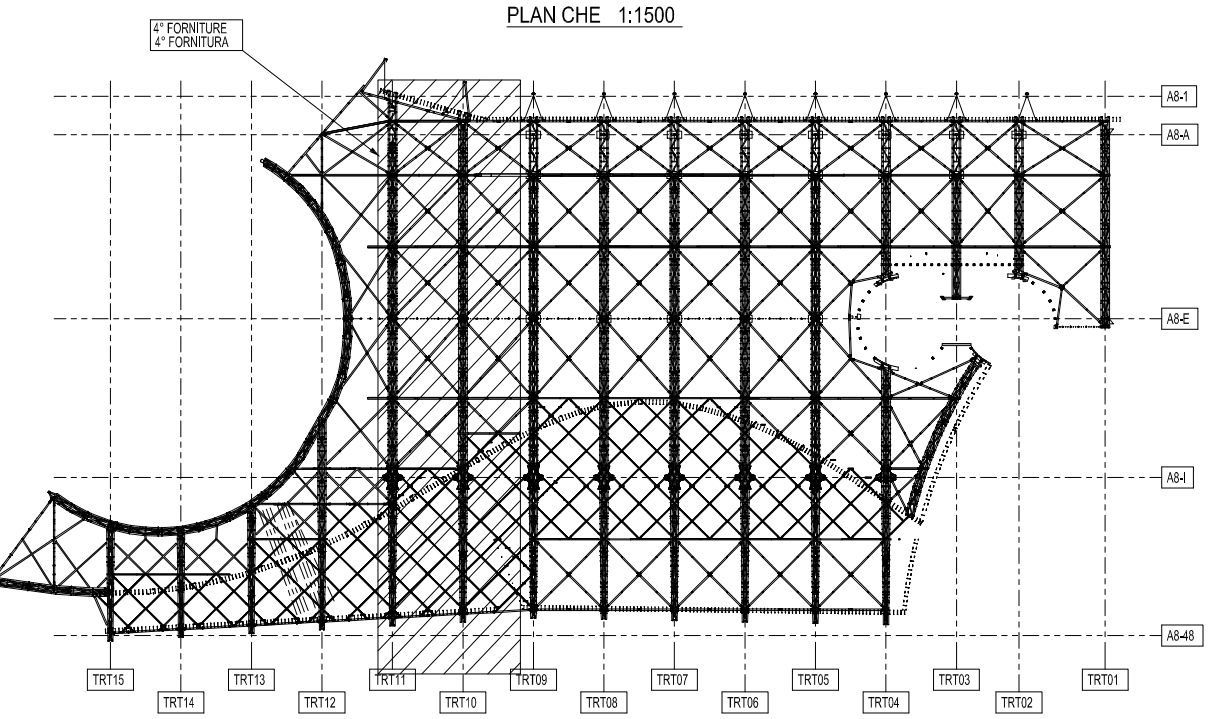 PLAN CHE 1:1500
4° FORNITURE
4° FORNITURA
A8-1
A8-A
A8-E
A8-I
A8-48
TRT15
TRT14
TRT13
TRT12
TRT11
TRT10
TRT09
TRT08
TRT07
TRT06
TRT05
TRT04
TRT03
TRT02
TRT01